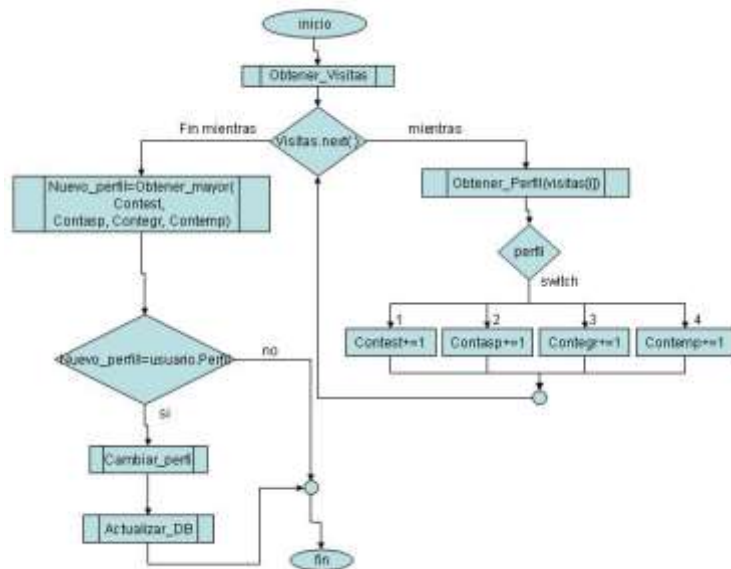 inicio
Obtener_Visitas
Visitas.next()
Fin mientras
mientras
Nuevo_perfil=Obtener_mayor(
Contest,
Contasp, Contegr, Contemp)
Obtener_Perfil(visitas[i])
perfil
switch
1
2
3
4
Contest+=1
Contasp+=1
Contegr+=1
Contemp+=1
Nuevo_perfil=usuario.Perfil
no
si
Cambiar_perfil
Actualizar_DB
fin